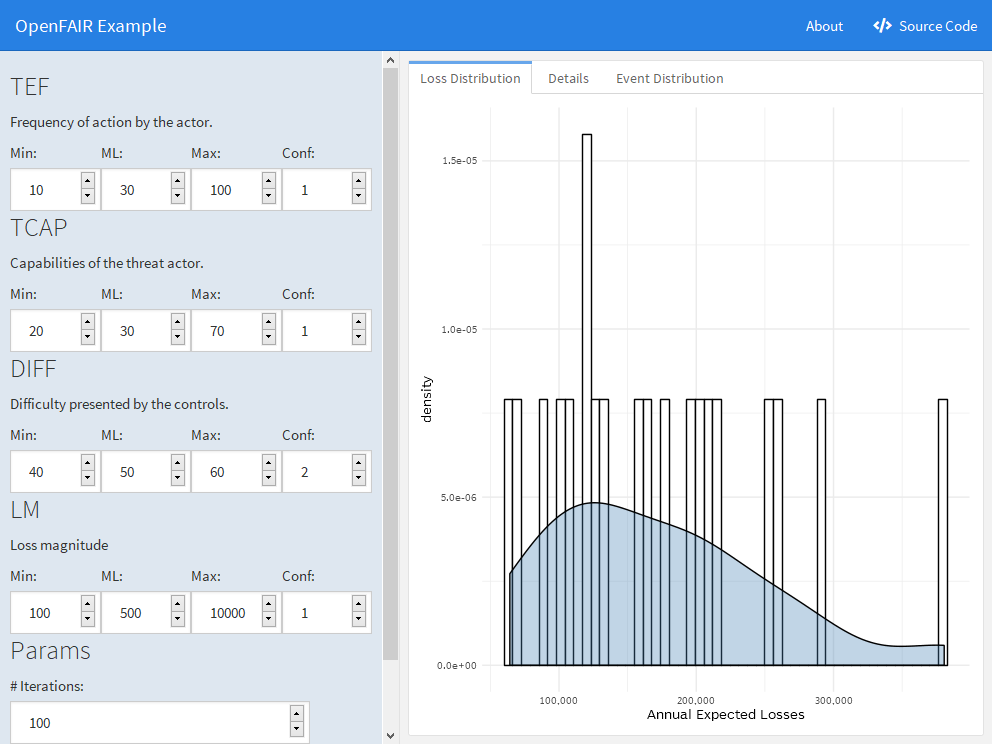 OpenFAIR Example
About
Source Code
TEF
Frequency of action by the actor.
Min: ML: Max: Conf:
10 30 100 1
TCAP
Capabilities of the threat actor.
Min: ML: Max: Conf:
20 30 70 1
DIFF
Difficulty presented by the controls.
Min: ML: Max: Conf:
40 50 60 2
LM
Loss magnitude
Min: ML: Max: Conf:
100 500 10000 1
Params
# Iterations:
100
Loss Distribution Details Event Distribution
1.5e-05
1.0e-05
density
5.0e-06
0.0e+00
100,000 200,000 300,000
Annual Expected Losses